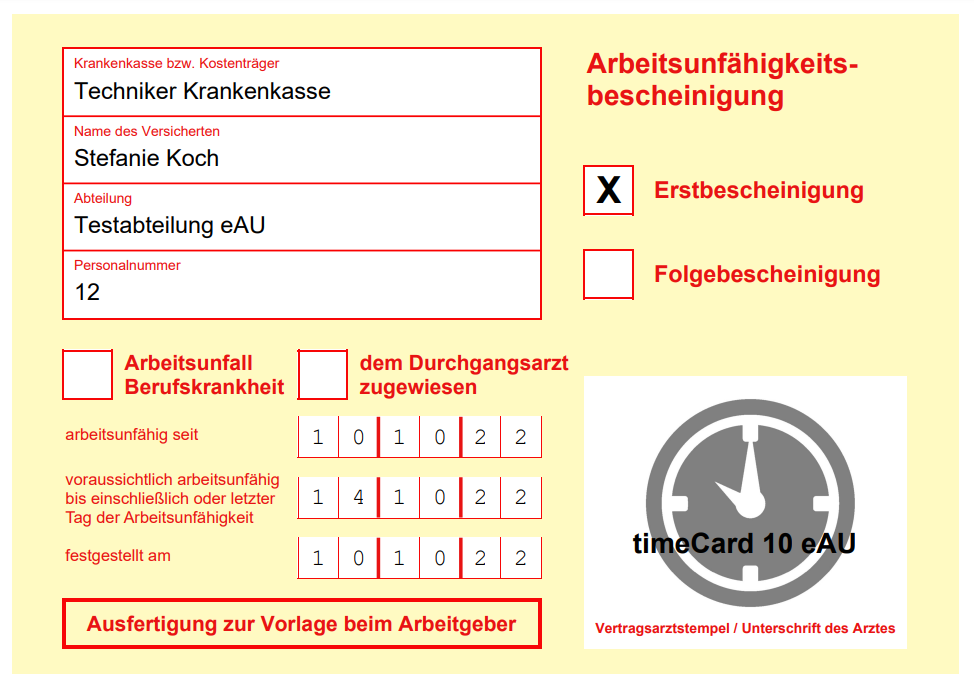 Krankenkasse bzw. Kostenträger
Techniker Krankenkasse
Name des Versicherten
Stefanie Koch
Abteilung
Testabteilung eAU
Personalnummer
12
Arbeitsunfähigkeits-
bescheinigung
X Erstbescheinigung
Folgebescheinigung
Arbeitsunfall
Berufskrankheit
dem Durchgangsarzt
zugewiesen
arbeitsunfähig seit
1 0 1 0 2 2
voraussichtlich arbeitsunfähig
bis einschließlich oder letzter
Tag der Arbeitsunfähigkeit
1 4 1 0 2 2
festgestellt am
1 0 1 0 2 2
Ausfertigung zur Vorlage beim Arbeitgeber
timeCard 10 eAU
Vertragsarztstempel / Unterschrift des Arztes